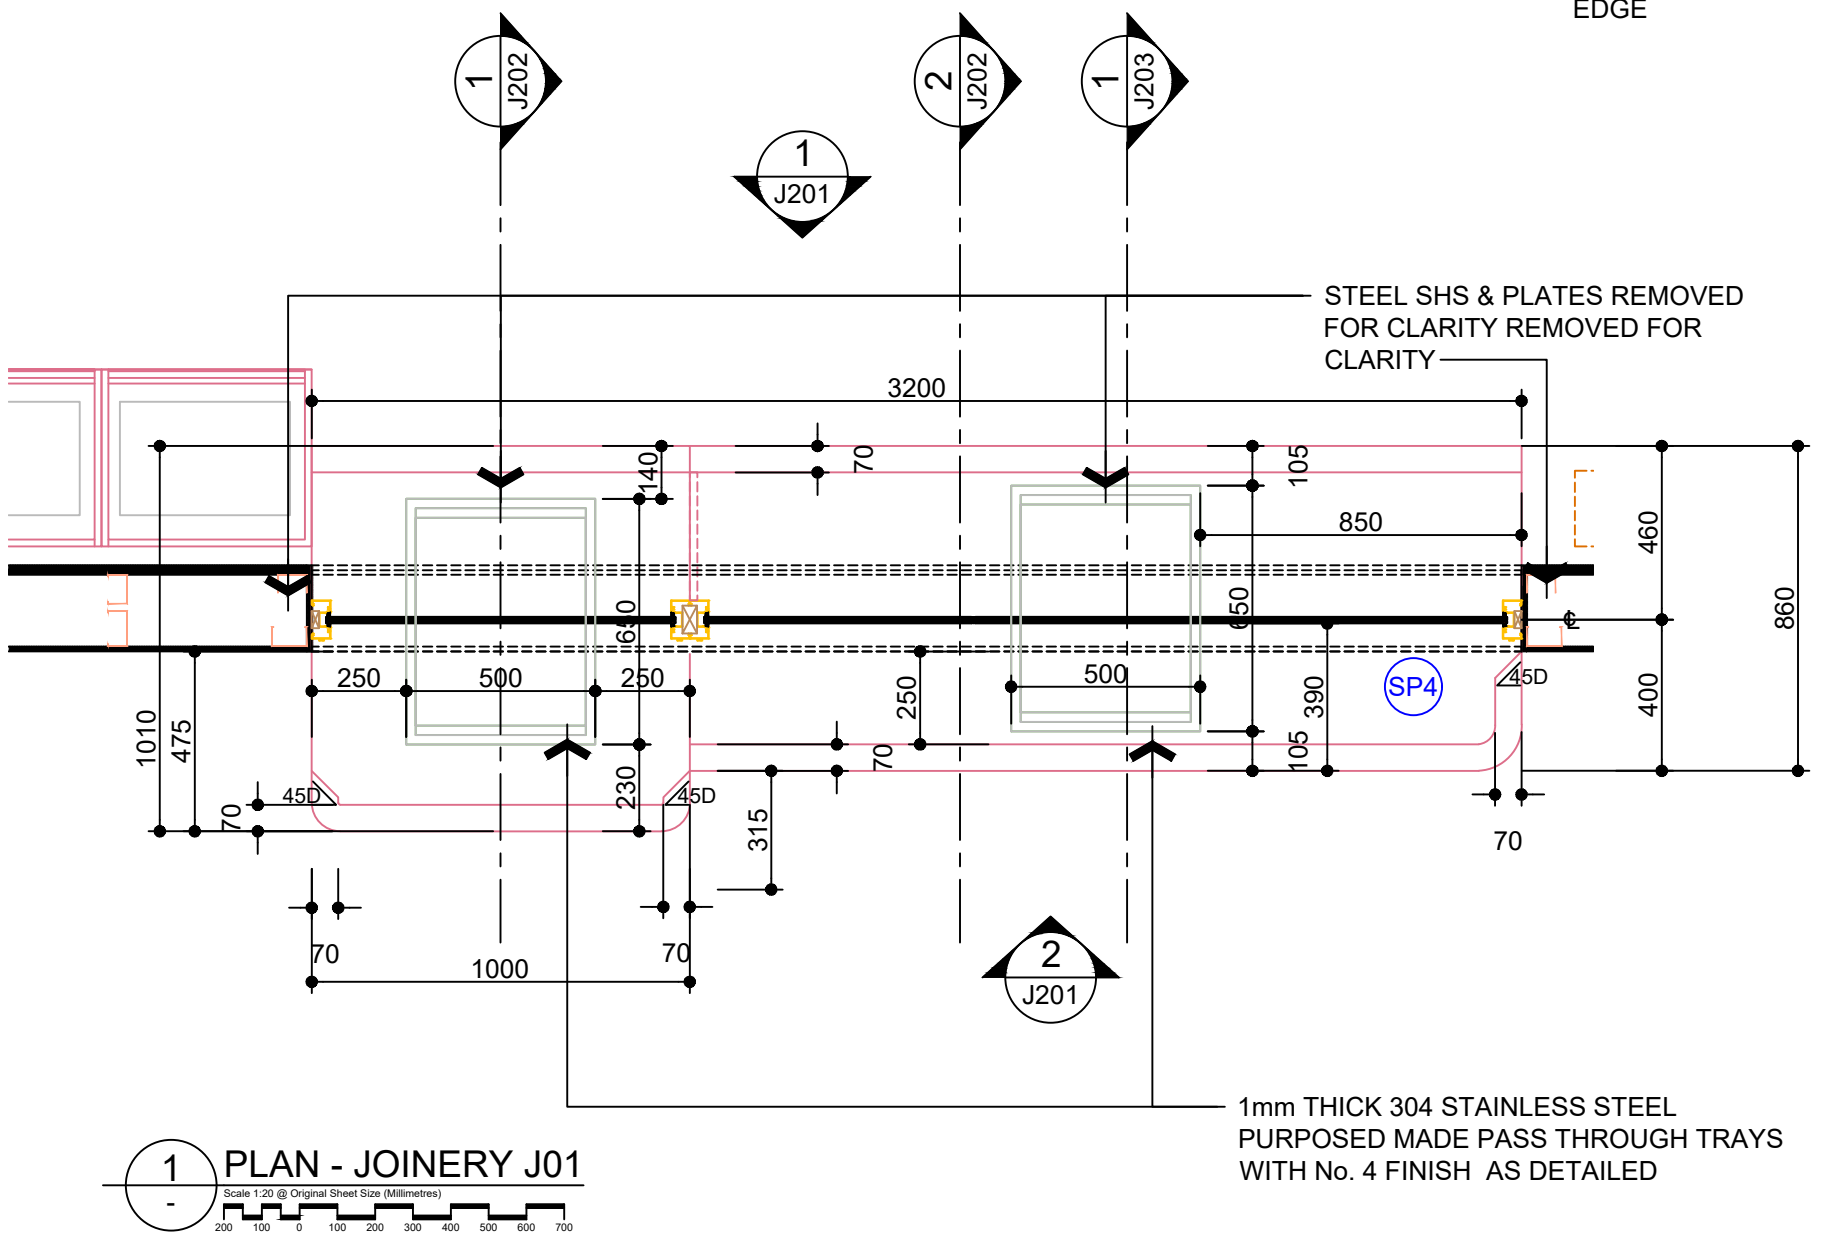 EDGE
1
J202
2
J202
1
J203
1
J201
STEEL SHS & PLATES REMOVED
FOR CLARITY REMOVED FOR
CLARITY
3200
140
70
105
850
460
860
650
650
℄
250
500
250
500
SP4
45D
1010
475
250
390
400
70
45D
230
45D
70
105
315
70
70
70
1000
2
J201
1mm THICK 304 STAINLESS STEEL
PURPOSED MADE PASS THROUGH TRAYS
WITH No. 4 FINISH AS DETAILED
1
-
PLAN - JOINERY J01
Scale 1:20 @ Original Sheet Size (Millimetres)
200 100 0 100 200 300 400 500 600 700